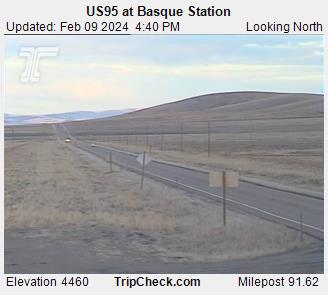 US95 at Basque Station
Updated: Feb 09 2024 4:40 PM Looking North
Elevation 4460 TripCheck.com Milepost 91.62